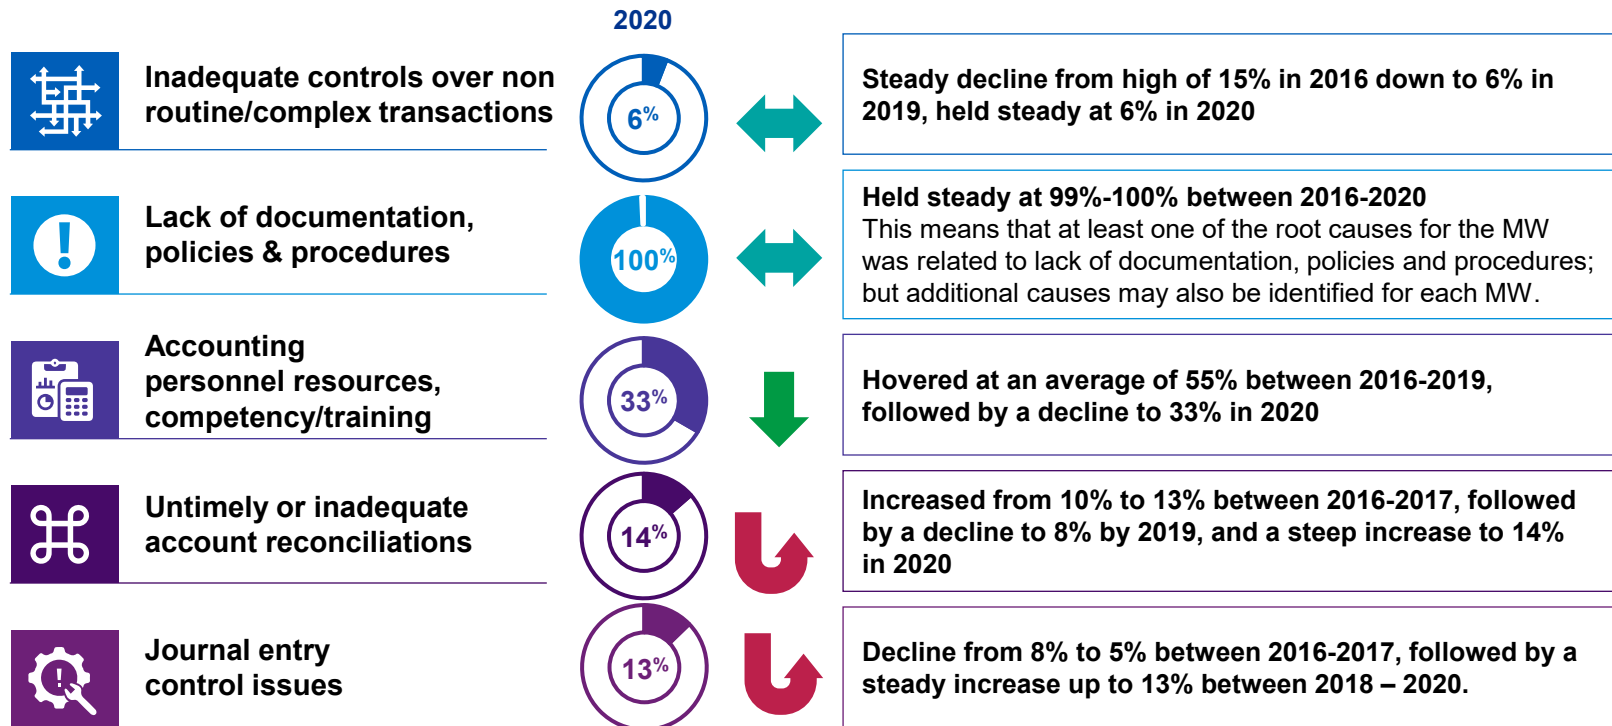 2020
Inadequate controls over non
routine/complex transactions
6%
Steady decline from high of 15% in 2016 down to 6% in
2019, held steady at 6% in 2020
Lack of documentation,
policies & procedures
100%
Held steady at 99%-100% between 2016-2020
This means that at least one of the root causes for the MW
was related to lack of documentation, policies and procedures;
but additional causes may also be identified for each MW.
Accounting
personnel resources,
competency/training
33%
Hovered at an average of 55% between 2016-2019,
followed by a decline to 33% in 2020
Untimely or inadequate
account reconciliations
14%
Increased from 10% to 13% between 2016-2017, followed
by a decline to 8% by 2019, and a steep increase to 14%
in 2020
Journal entry
control issues
13%
Decline from 8% to 5% between 2016-2017, followed by a
steady increase up to 13% between 2018 – 2020.